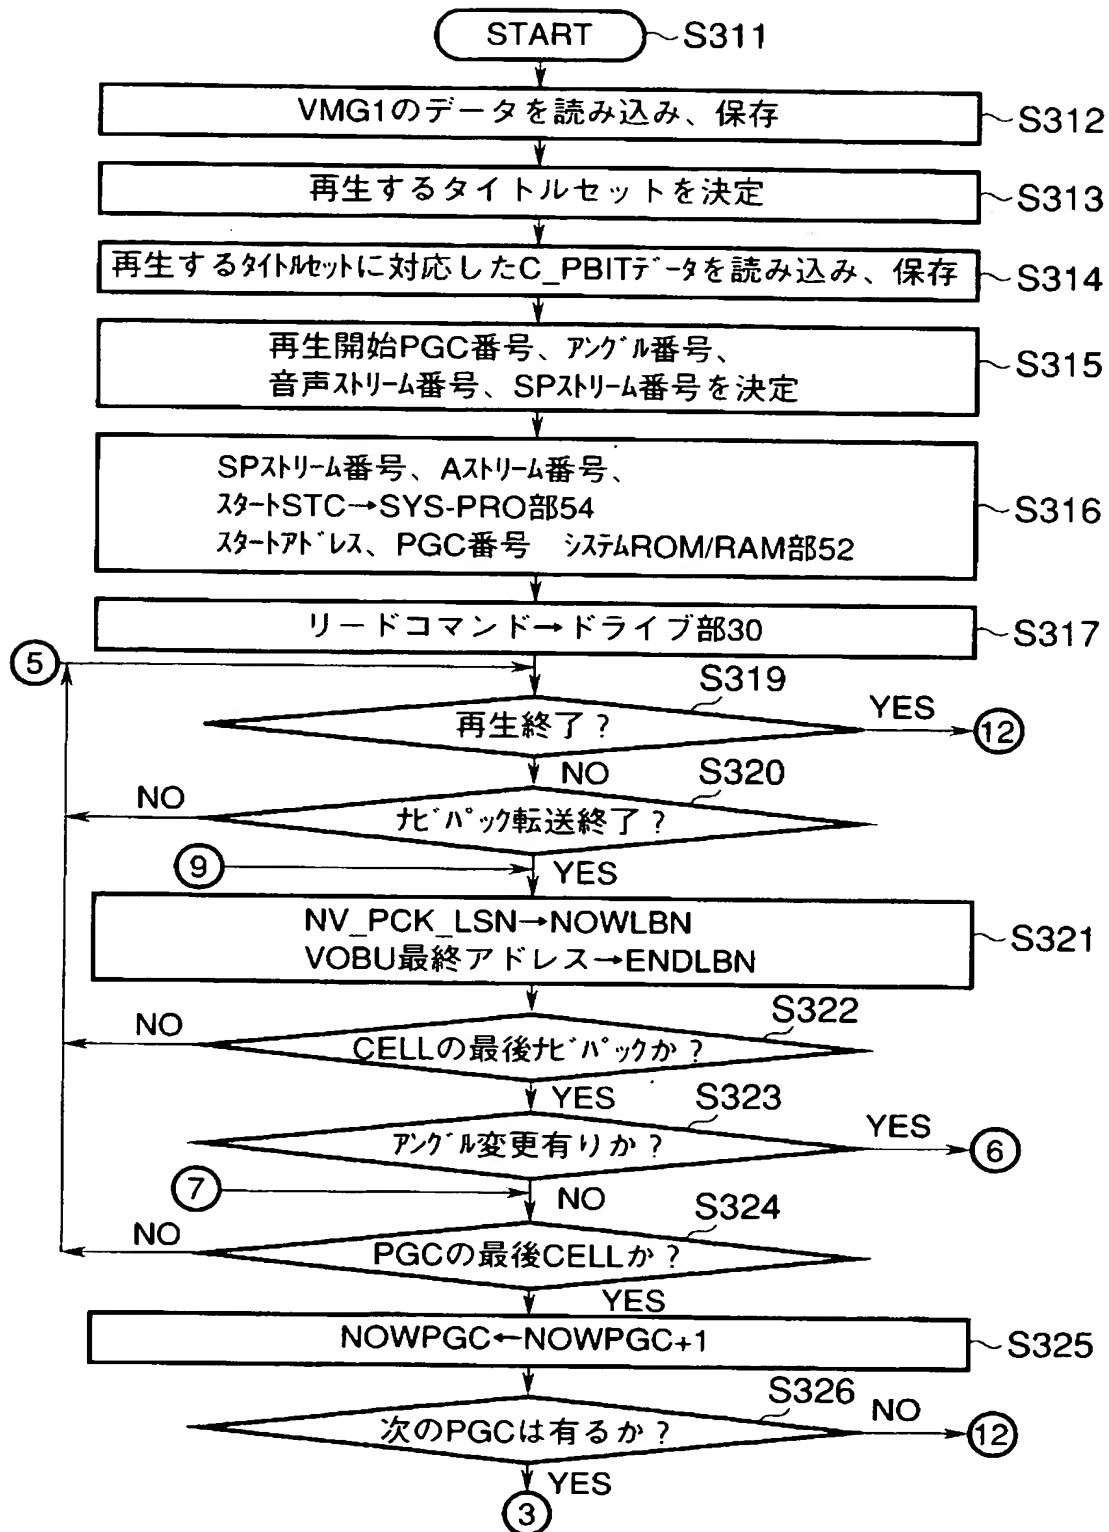 START
S311
VMG1のデータを読み込み、保存
S312
再生するタイトルセットを決定
S313
再生するタイトルセットに対応したC_PBITデータを読み込み、保存
S314
再生開始PGC番号、アングル番号、
音声ストリーム番号、SPストリーム番号を決定
S315
SPストリーム番号、Aストリーム番号、
スタートSTC→SYS-PRO部54
スタートアドレス、PGC番号 システムROM/RAM部52
S316
リードコマンド→ドライブ部30
S317
5
S319
再生終了?
YES
12
NO
S320
ナビパック転送終了?
NO
9
YES
NV_PCK_LSN→NOWLBN
VOBU最終アドレス→ENDLBN
S321
S322
NO
CELLの最後ナビパックか?
YES
S323
アングル変更有りか?
YES
6
7
NO
S324
NO
PGCの最後CELLか?
YES
NOWPGC←NOWPGC+1
S325
S326
次のPGCは有るか?
NO
12
YES
3